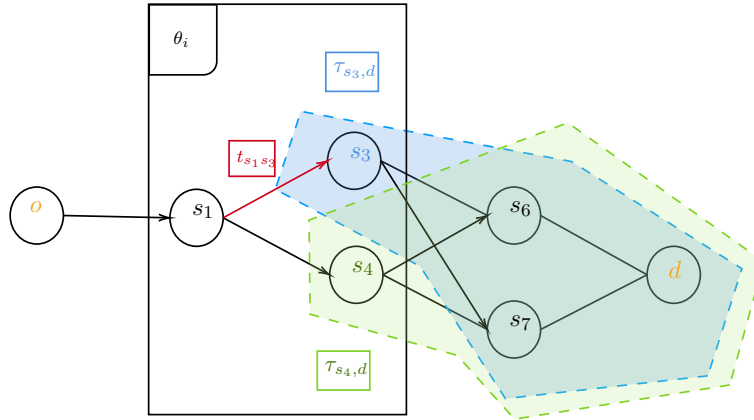 θ_i
τ_{s_3,d}
t_{s_1 s_3}
s_3
o
s_1
s_6
s_4
d
s_7
τ_{s_4,d}